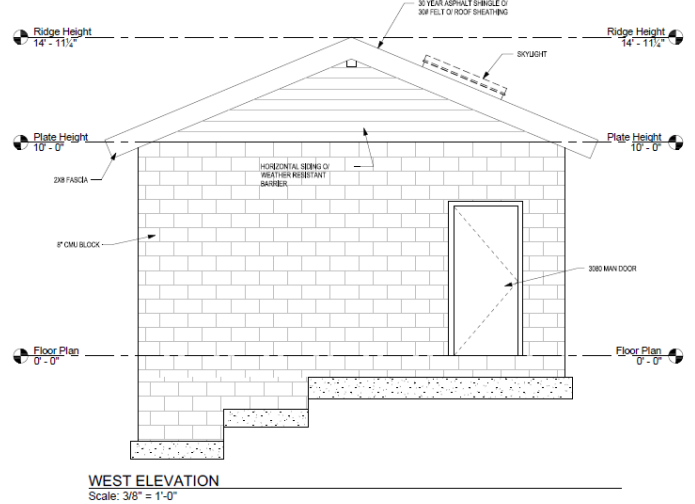 30 YEAR ASPHALT SHINGLE O/
30# FELT O/ ROOF SHEATHING
Ridge Height
14' - 11¼"
Ridge Height
14' - 11¼"
SKYLIGHT
Plate Height
10' - 0"
Plate Height
10' - 0"
HORIZONTAL SIDING O/
WEATHER RESISTANT
BARRIER
2X8 FASCIA
8" CMU BLOCK
3080 MAN DOOR
Floor Plan
0' - 0"
Floor Plan
0' - 0"
WEST ELEVATION
Scale: 3/8" = 1'-0"